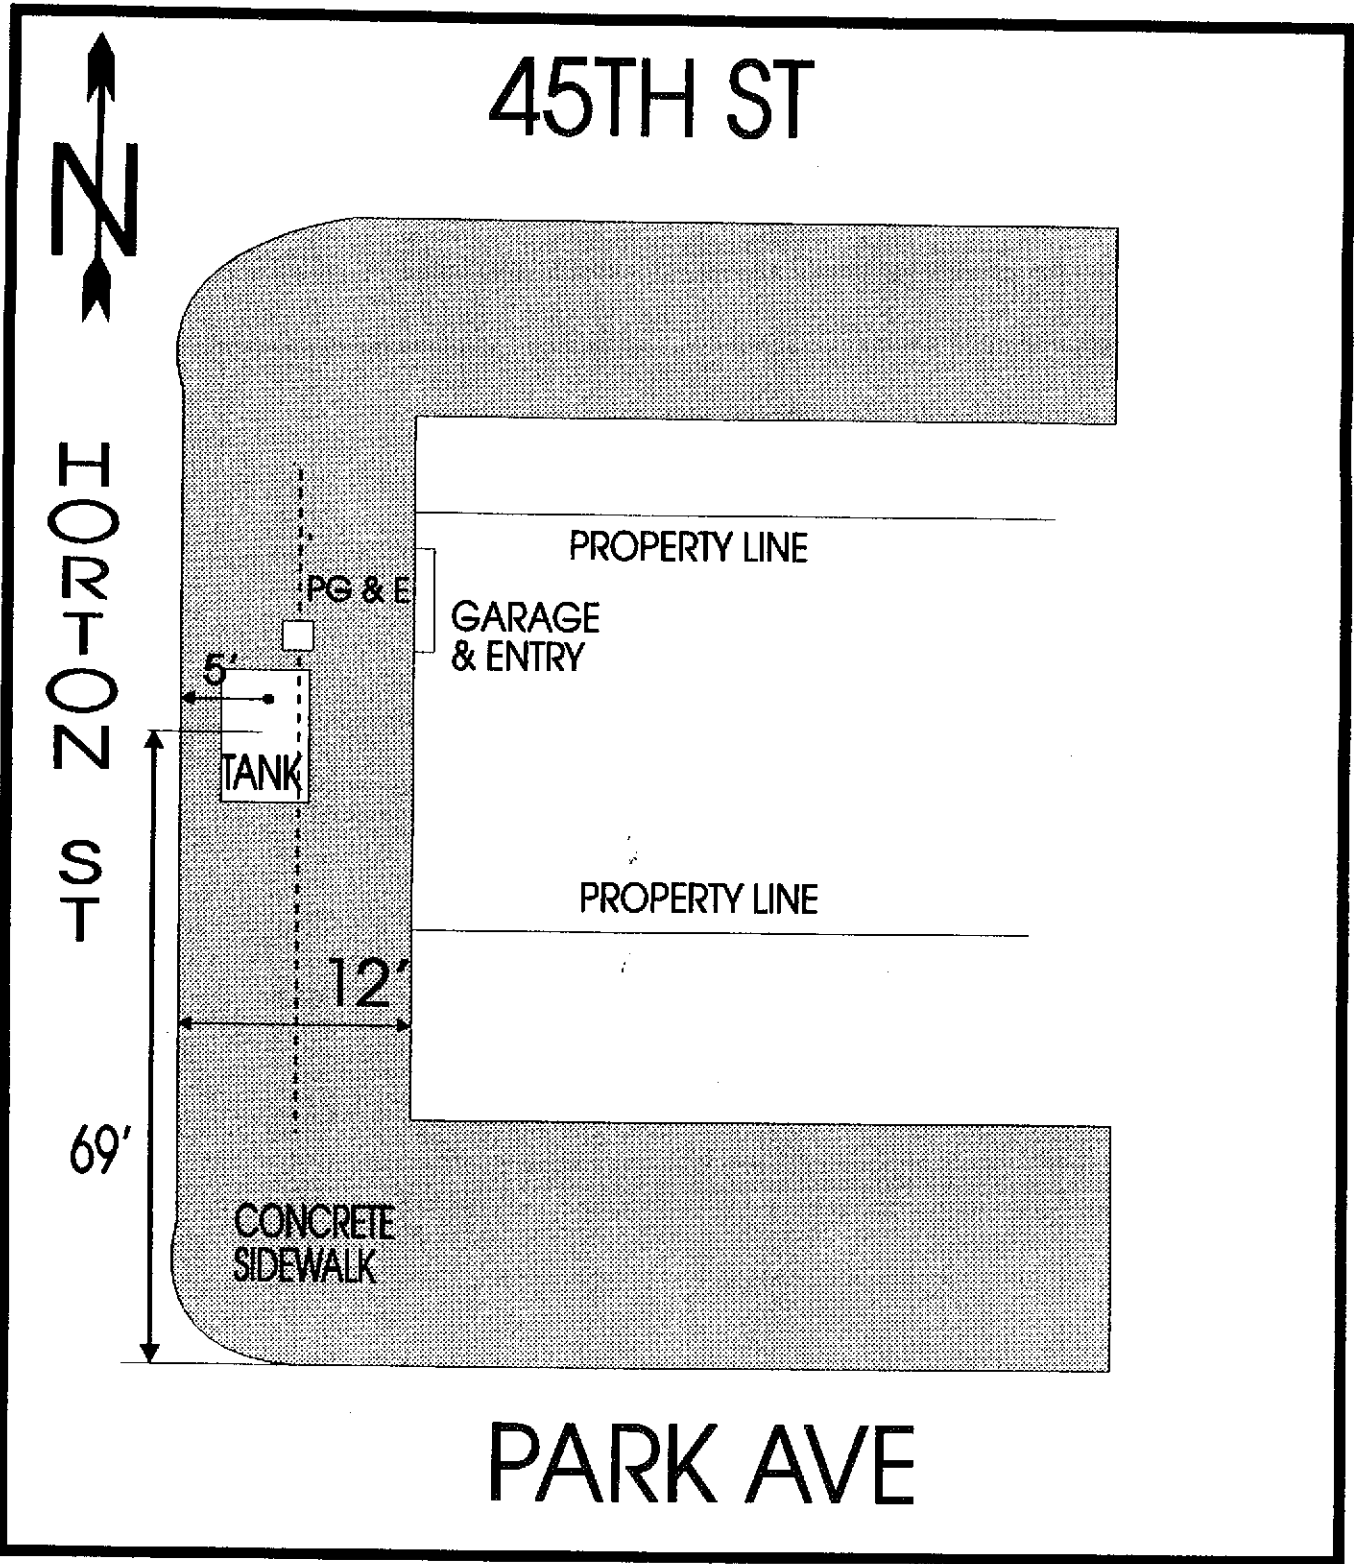 45TH ST
N
HORTON ST
PROPERTY LINE
PG & E
GARAGE
& ENTRY
5'
TANK
PROPERTY LINE
12'
69'
CONCRETE
SIDEWALK
PARK AVE